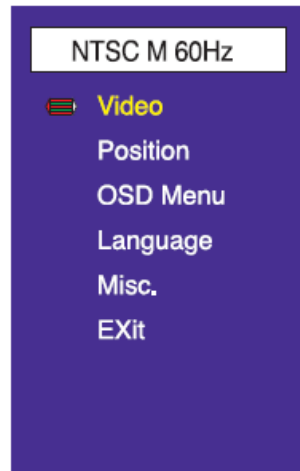 NTSC M 60Hz
Video
Position
OSD Menu
Language
Misc.
EXit